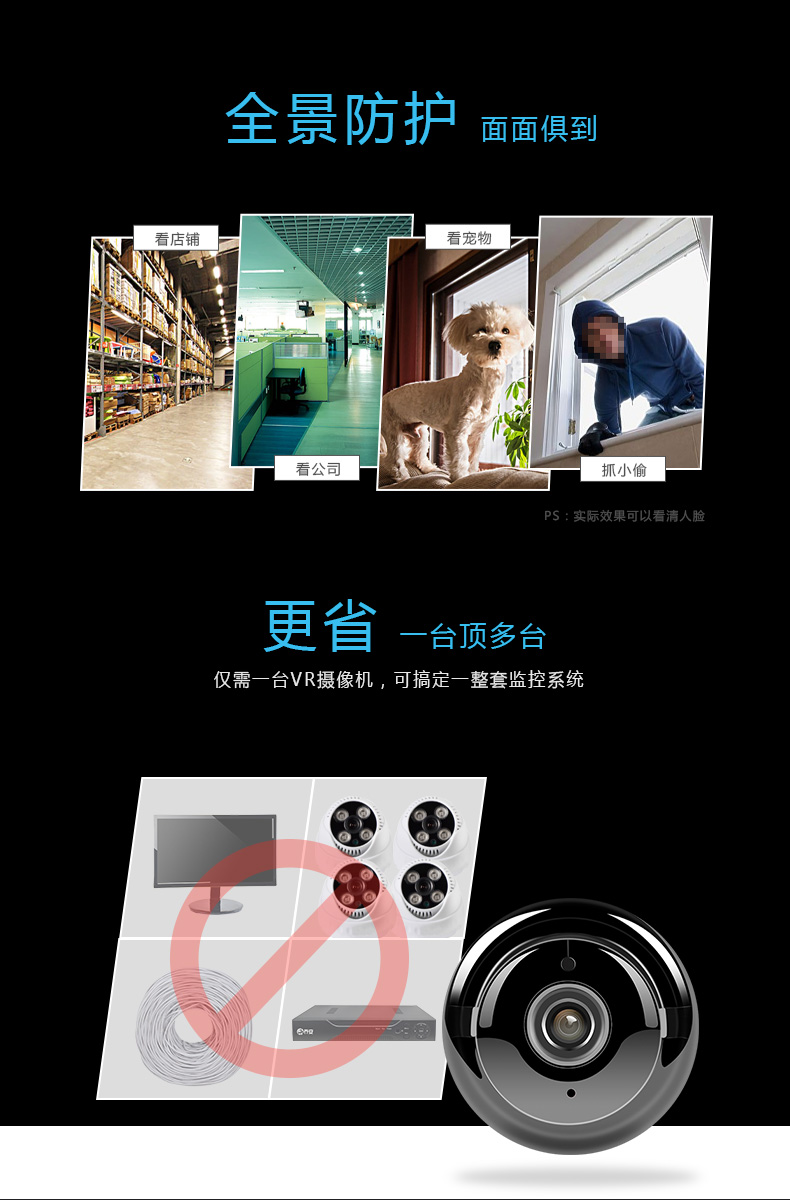 全景防护 面面俱到
看店铺
看宠物
看公司
抓小偷
PS：实际效果可以看清人脸
更省 一台顶多台
仅需一台VR摄像机，可搞定一整套监控系统
乔安